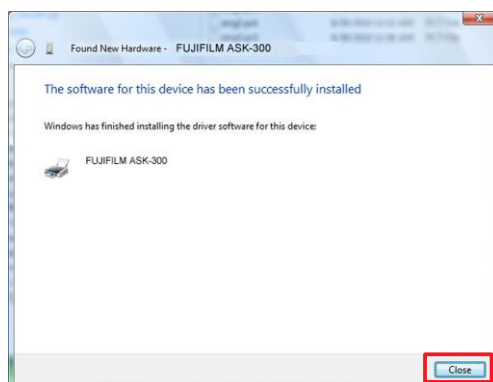 Found New Hardware - FUJIFILM ASK-300
The software for this device has been successfully installed
Windows has finished installing the driver software for this device:
FUJIFILM ASK-300
Close